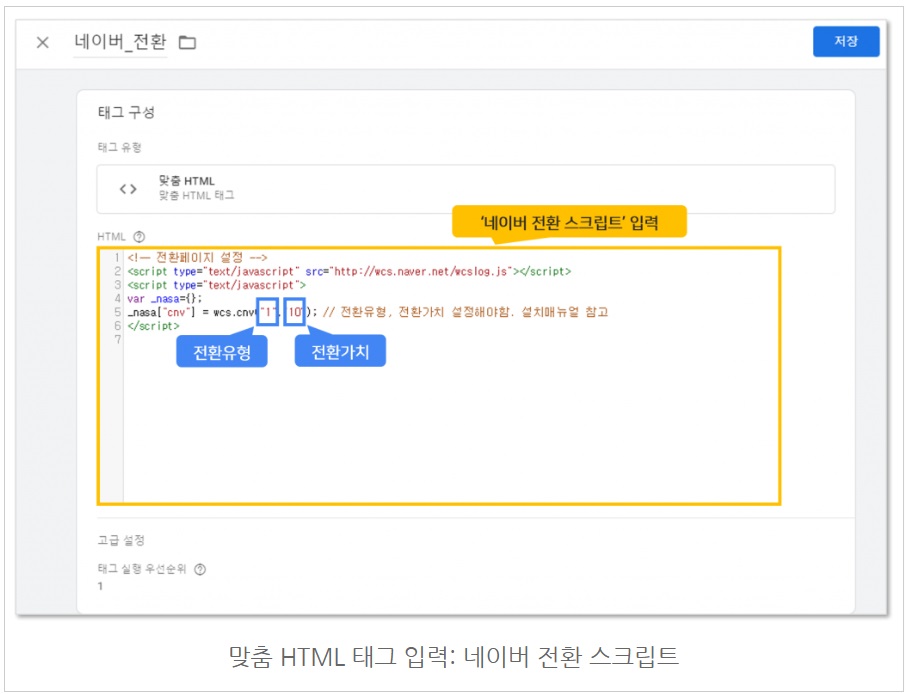 네이버_전환
저장
태그 구성
태그 유형
맞춤 HTML
맞춤 HTML 태그
'네이버 전환 스크립트' 입력
HTML
1 <!— 전환페이지 설정 -->
2 <script type="text/javascript" src="http://wcs.naver.net/wcslog.js"></script>
3 <script type="text/javascript">
4 var _nasa={};
5 _nasa["cnv"] = wcs.cnv("1","10"); // 전환유형, 전환가치 설정해야함. 설치매뉴얼 참고
6 </script>
7
전환유형
전환가치
고급 설정
태그 실행 우선순위
1
맞춤 HTML 태그 입력: 네이버 전환 스크립트